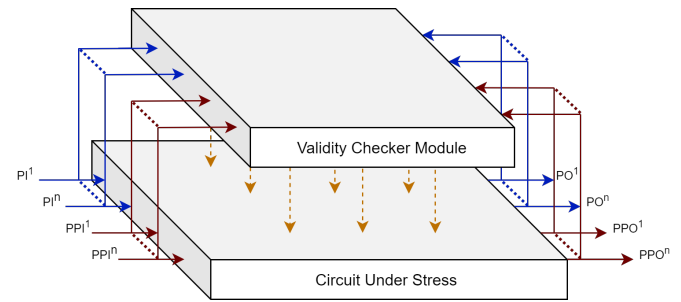 Validity Checker Module
PI¹
PO¹
PIⁿ
POⁿ
PPI¹
PPO¹
PPIⁿ
PPOⁿ
Circuit Under Stress